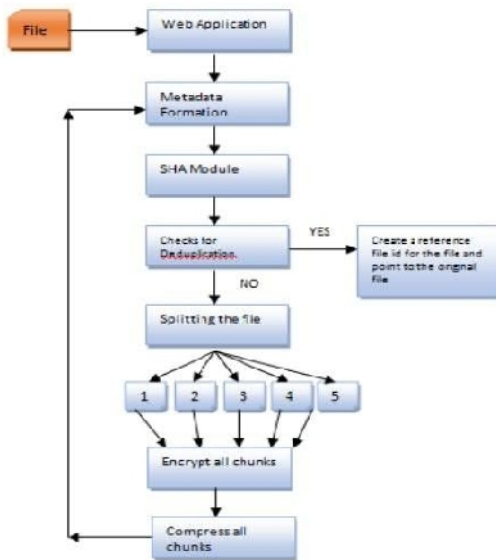 File
Web Application
Metadata
Formation
SHA Module
Checks for
Deduplication
YES
Create a reference
file id for the file and
point to the original
file
NO
Splitting the file
1 2 3 4 5
Encrypt all chunks
Compress all
chunks